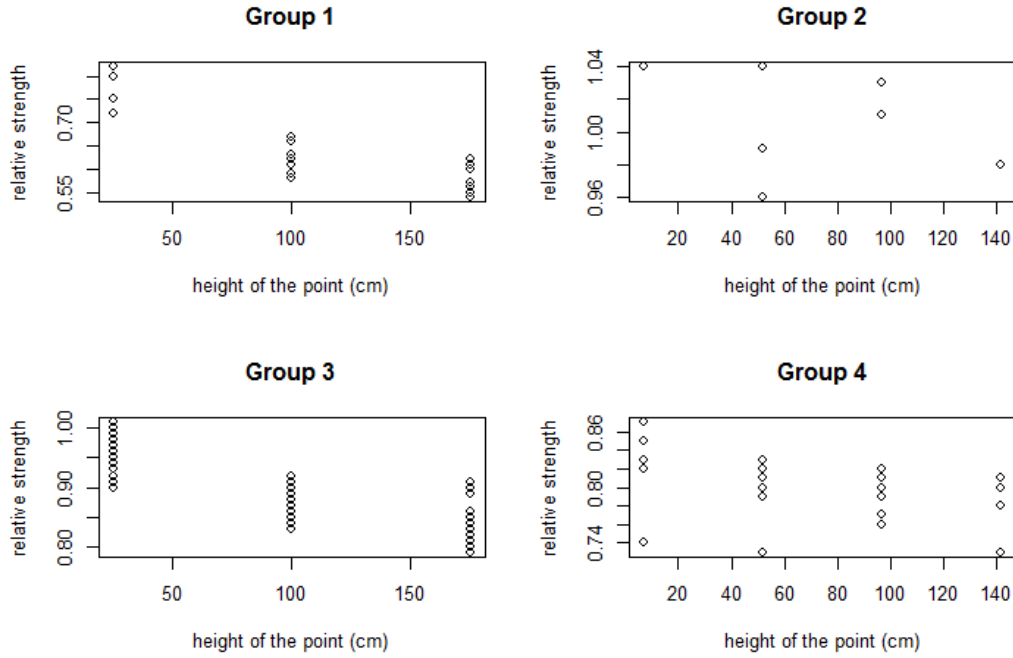 Group 1
relative strength
0.55 0.70
50 100 150
height of the point (cm)
Group 2
relative strength
0.96 1.00 1.04
20 40 60 80 100 120 140
height of the point (cm)
Group 3
relative strength
0.80 0.90 1.00
50 100 150
height of the point (cm)
Group 4
relative strength
0.74 0.80 0.86
20 40 60 80 100 120 140
height of the point (cm)